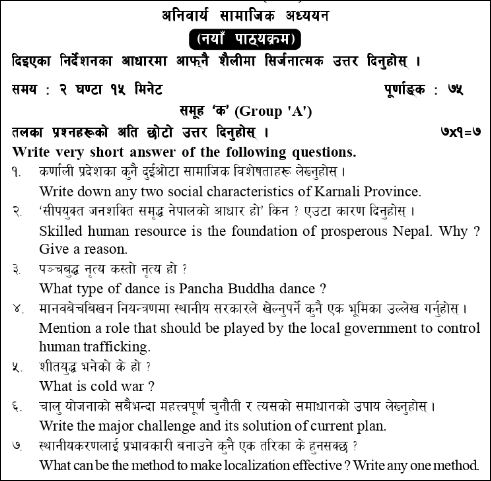 अनिवार्य सामाजिक अध्ययन
(नयाँ पाठ्यक्रम)
दिइएका निर्देशनका आधारमा आफ्‌नै शैलीमा सिर्जनात्मक उत्तर दिनुहोस् ।
समय : २ घण्टा १५ मिनेट पूर्णाङ्क : ७५
समूह 'क' (Group 'A')
तलका प्रश्नहरूको अति छोटो उत्तर दिनुहोस् । ७×१=७
Write very short answer of the following questions.
१. कर्णाली प्रदेशका कुनै दुईओटा सामाजिक विशेषताहरू लेख्नुहोस् ।
Write down any two social characteristics of Karnali Province.
२. 'सीपयुक्त जनशक्ति समृद्ध नेपालको आधार हो' किन ? एउटा कारण दिनुहोस् ।
Skilled human resource is the foundation of prosperous Nepal. Why ?
Give a reason.
३. पञ्चबुद्ध नृत्य कस्तो नृत्य हो ?
What type of dance is Pancha Buddha dance ?
४. मानवबेचबिखन नियन्त्रणमा स्थानीय सरकारले खेल्नुपर्ने कुनै एक भूमिका उल्लेख गर्नुहोस् ।
Mention a role that should be played by the local government to control
human trafficking.
५. शीतयुद्ध भनेको के हो ?
What is cold war ?
६. चालु योजनाको सबैभन्दा महत्त्वपूर्ण चुनौती र त्यसको समाधानको उपाय लेख्नुहोस् ।
Write the major challenge and its solution of current plan.
७. स्थानीयकरणलाई प्रभावकारी बनाउने कुनै एक तरिका के हुनसक्छ ?
What can be the method to make localization effective ? Write any one method.